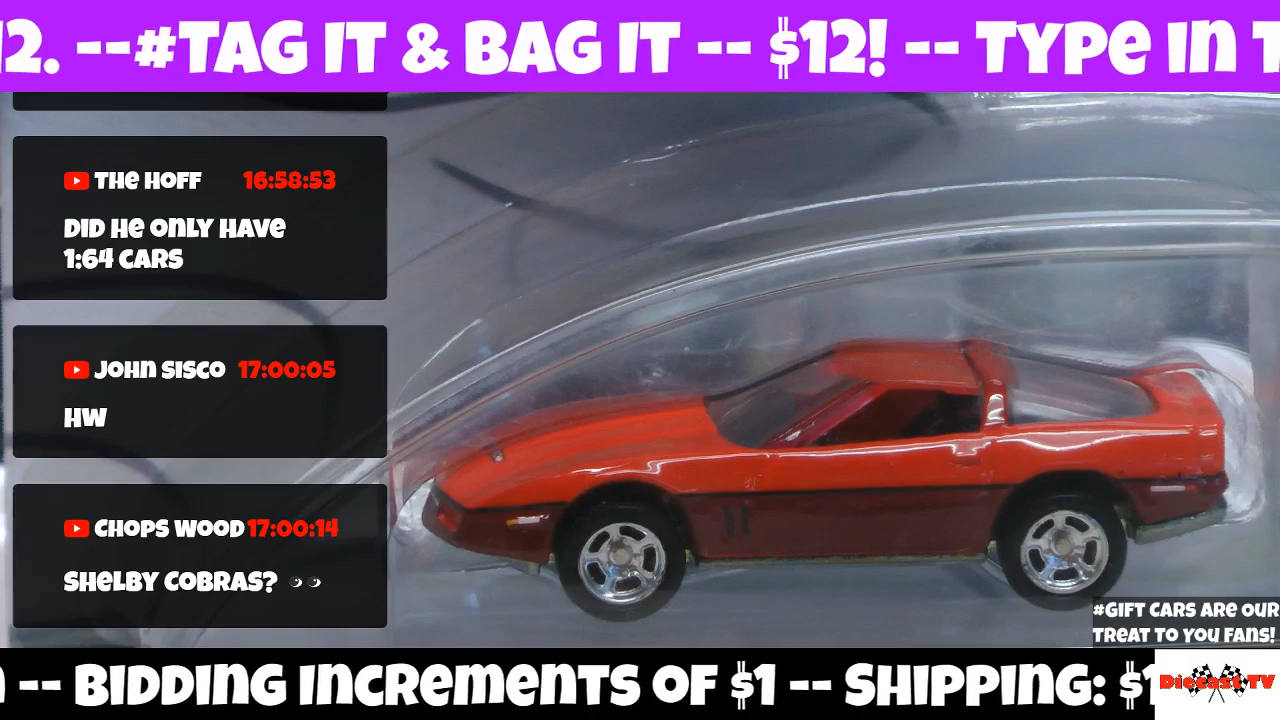 2. --#TAG IT & BAG IT -- $12! -- TYPE IN T
THE HOFF 16:58:53
DID HE ONLY HAVE
1:64 CARS
JOHN SISCO 17:00:05
HW
CHOPS WOOD 17:00:14
SHELBY COBRAS? 👀
#GIFT CARS ARE OUR
TREAT TO YOU FANS!
-- BIDDING INCREMENTS OF $1 -- SHIPPING: $1
Diecast TV